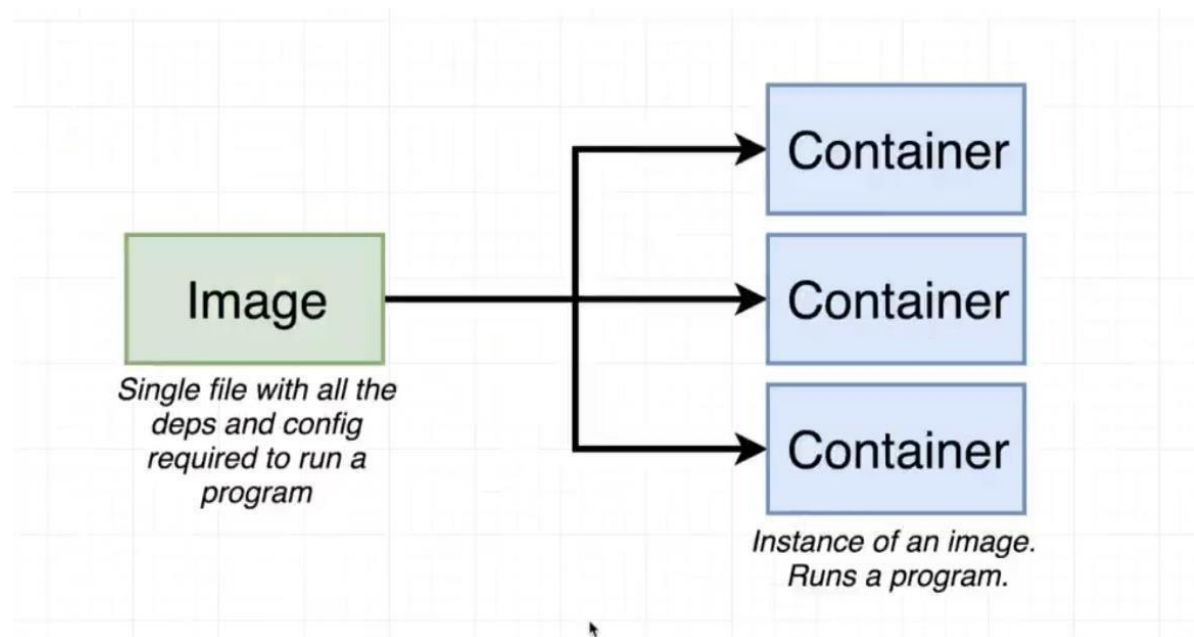 Image
Single file with all the
deps and config
required to run a
program
Container
Container
Container
Instance of an image.
Runs a program.